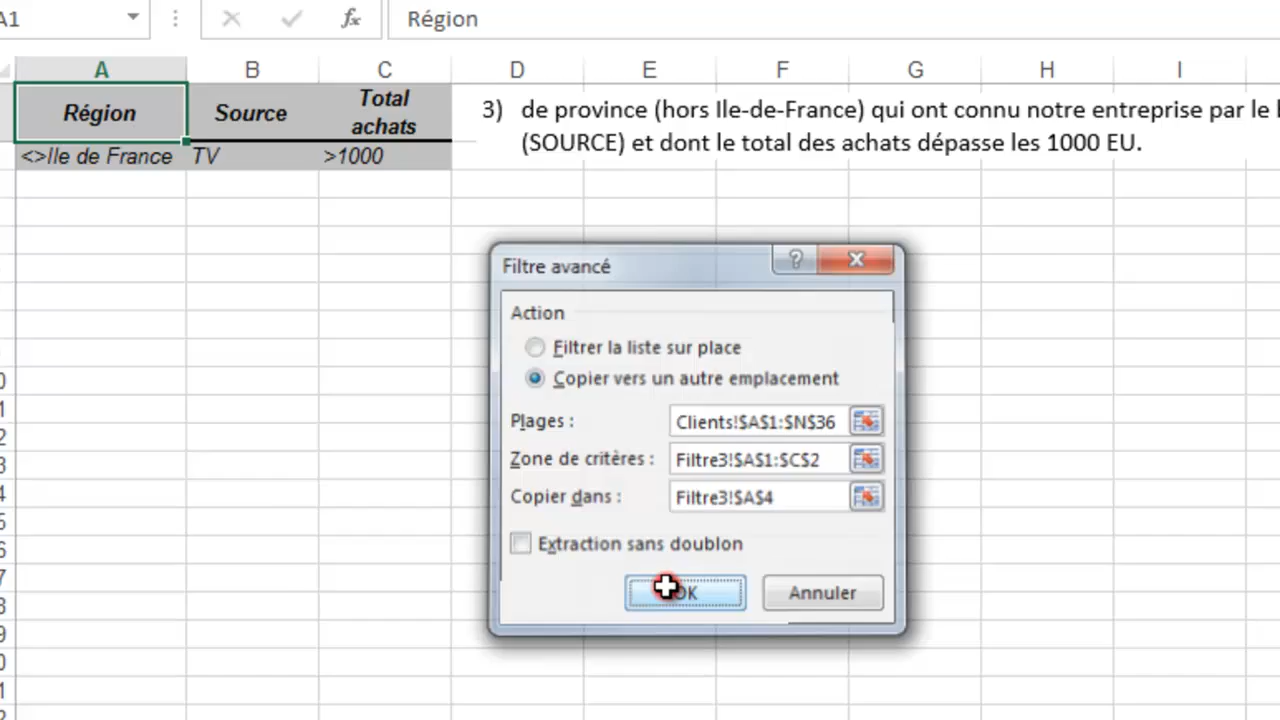 A1 fx Région
A B C D E F G H I
Région Source Total achats
<>Ile de France TV >1000
3) de province (hors Ile-de-France) qui ont connu notre entreprise par le
(SOURCE) et dont le total des achats dépasse les 1000 EU.
Filtre avancé ?
Action
Filtrer la liste sur place
Copier vers un autre emplacement
Plages : Clients!$A$1:$N$36
Zone de critères : Filtre3!$A$1:$C$2
Copier dans : Filtre3!$A$4
Extraction sans doublon
OK Annuler